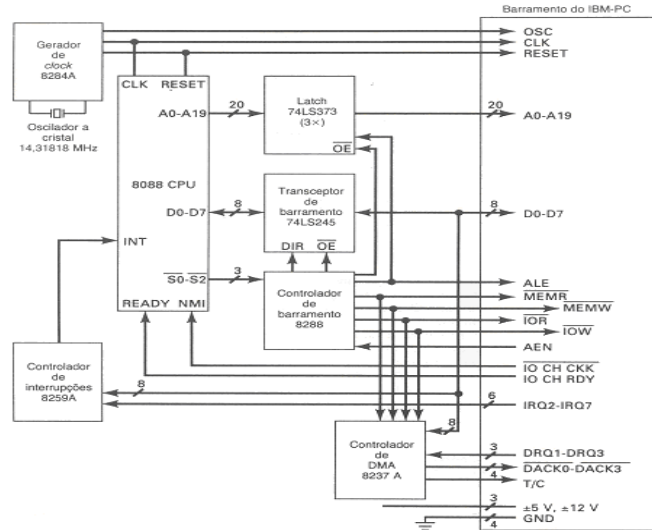 Barramento do IBM-PC
Gerador
de
clock
8284A
OSC
CLK
RESET
CLK RESET
Oscilador a
cristal
14,31818 MHz
A0-A19
20
Latch
74LS373
(3×)
OE
20
A0-A19
8088 CPU
D0-D7
8
Transceptor
de
barramento
74LS245
8
D0-D7
DIR OE
INT
S0-S2
3
Controlador
de
barramento
8288
ALE
MEMR
MEMW
IOR
IOW
AEN
READY NMI
IO CH CKK
IO CH RDY
Controlador
de
interrupções
8259A
8
6
IRQ2-IRQ7
8
Controlador
de
DMA
8237 A
3
DRQ1-DRQ3
DACK0-DACK3
4
T/C
3
±5 V, ±12 V
GND
4